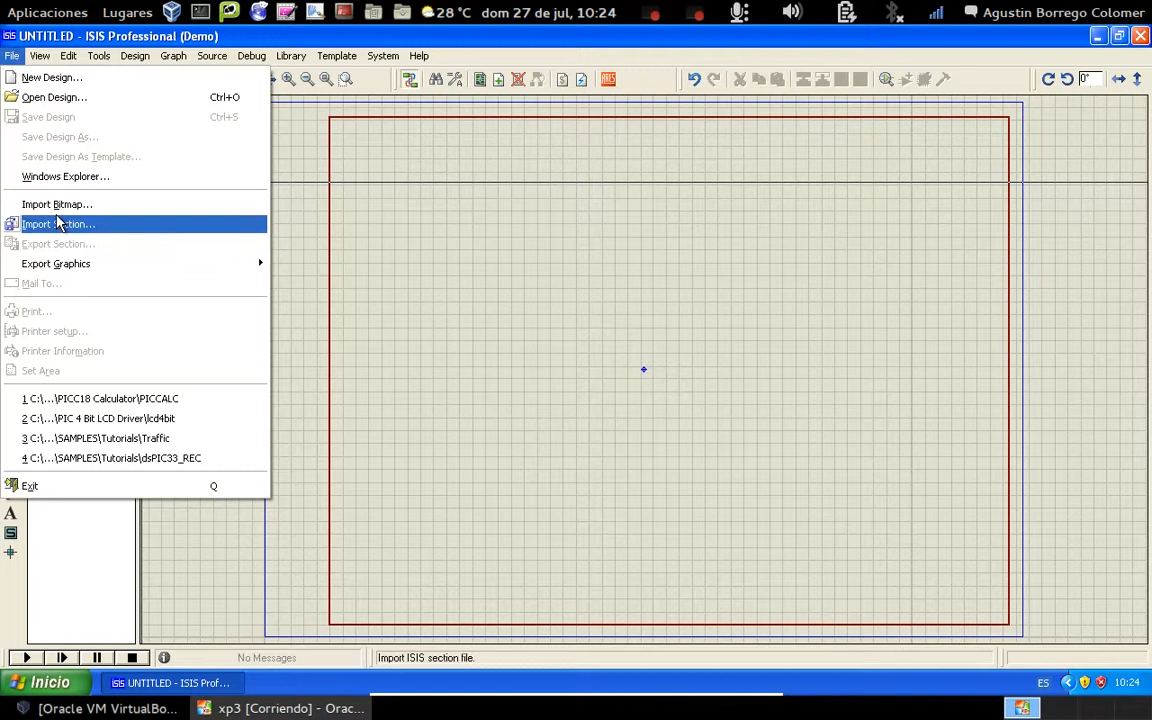 Aplicaciones Lugares 28 °C dom 27 de jul, 10:24 Agustin Borrego Colomer
UNTITLED - ISIS Professional (Demo)
File View Edit Tools Design Graph Source Debug Library Template System Help
New Design...
Open Design... Ctrl+O
Save Design Ctrl+S
Save Design As...
Save Design As Template...
Windows Explorer...
Import Bitmap...
Import Section...
Export Section...
Export Graphics
Mail To...
Print...
Printer setup...
Printer Information
Set Area
1 C:\...\PICC18 Calculator\PICCALC
2 C:\...\PIC 4 Bit LCD Driver\lcd4bit
3 C:\...\SAMPLES\Tutorials\Traffic
4 C:\...\SAMPLES\Tutorials\dsPIC33_REC
Exit Q
ARES
0°
A
S
No Messages Import ISIS section file.
Inicio UNTITLED - ISIS Prof... ES 10:24
[Oracle VM VirtualBo... xp3 [Corriendo] - Orac...